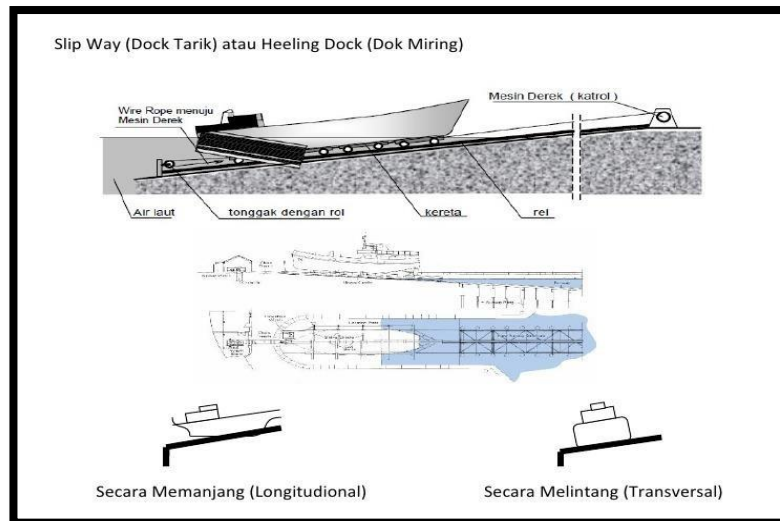 Slip Way (Dock Tarik) atau Heeling Dock (Dok Miring)
Mesin Derek ( katrol )
Wire Rope menuju
Mesin Derek
Air laut
tonggak dengan rol
kereta
rel
Secara Memanjang (Longitudional)
Secara Melintang (Transversal)